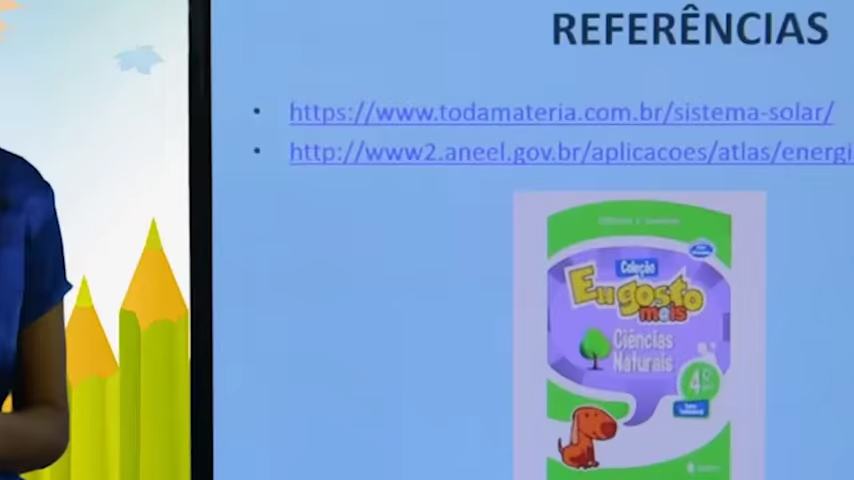 REFERÊNCIAS
• https://www.todamateria.com.br/sistema-solar/
• http://www2.aneel.gov.br/aplicacoes/atlas/energi
Coleção
Eu gosto
mais
Ciências
Naturais
4º